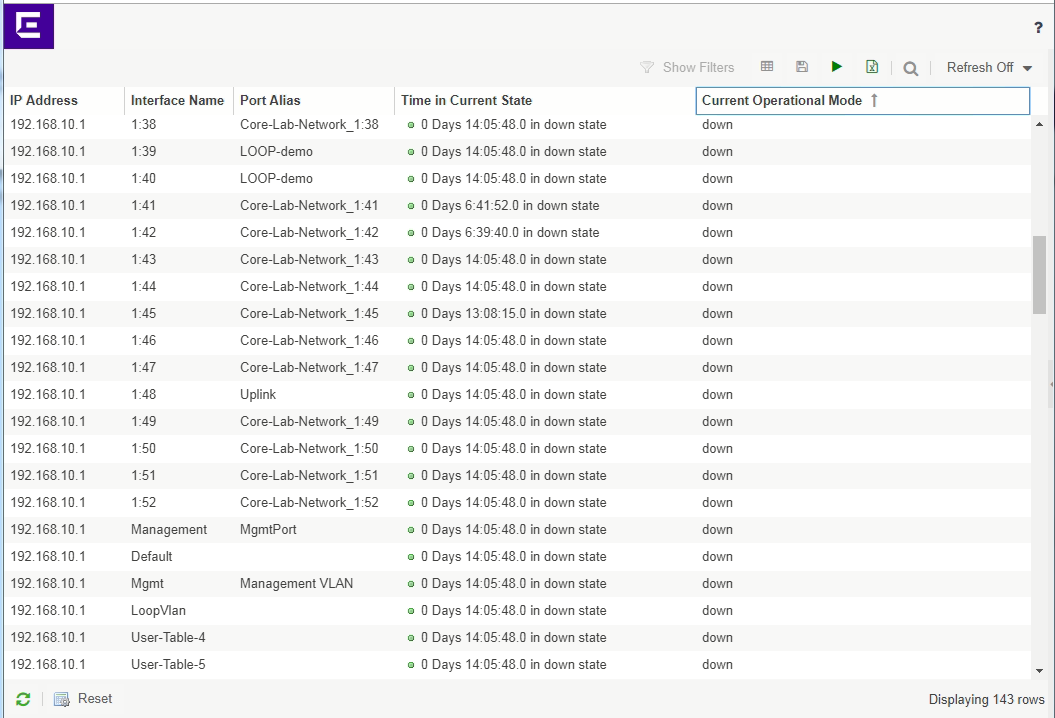 E
?
Show Filters Refresh Off
IP Address Interface Name Port Alias Time in Current State Current Operational Mode ↑
192.168.10.1 1:38 Core-Lab-Network_1:38 0 Days 14:05:48.0 in down state down
192.168.10.1 1:39 LOOP-demo 0 Days 14:05:48.0 in down state down
192.168.10.1 1:40 LOOP-demo 0 Days 14:05:48.0 in down state down
192.168.10.1 1:41 Core-Lab-Network_1:41 0 Days 6:41:52.0 in down state down
192.168.10.1 1:42 Core-Lab-Network_1:42 0 Days 6:39:40.0 in down state down
192.168.10.1 1:43 Core-Lab-Network_1:43 0 Days 14:05:48.0 in down state down
192.168.10.1 1:44 Core-Lab-Network_1:44 0 Days 14:05:48.0 in down state down
192.168.10.1 1:45 Core-Lab-Network_1:45 0 Days 13:08:15.0 in down state down
192.168.10.1 1:46 Core-Lab-Network_1:46 0 Days 14:05:48.0 in down state down
192.168.10.1 1:47 Core-Lab-Network_1:47 0 Days 14:05:48.0 in down state down
192.168.10.1 1:48 Uplink 0 Days 14:05:48.0 in down state down
192.168.10.1 1:49 Core-Lab-Network_1:49 0 Days 14:05:48.0 in down state down
192.168.10.1 1:50 Core-Lab-Network_1:50 0 Days 14:05:48.0 in down state down
192.168.10.1 1:51 Core-Lab-Network_1:51 0 Days 14:05:48.0 in down state down
192.168.10.1 1:52 Core-Lab-Network_1:52 0 Days 14:05:48.0 in down state down
192.168.10.1 Management MgmtPort 0 Days 14:05:48.0 in down state down
192.168.10.1 Default 0 Days 14:05:48.0 in down state down
192.168.10.1 Mgmt Management VLAN 0 Days 14:05:48.0 in down state down
192.168.10.1 LoopVlan 0 Days 14:05:48.0 in down state down
192.168.10.1 User-Table-4 0 Days 14:05:48.0 in down state down
192.168.10.1 User-Table-5 0 Days 14:05:48.0 in down state down
Reset Displaying 143 rows